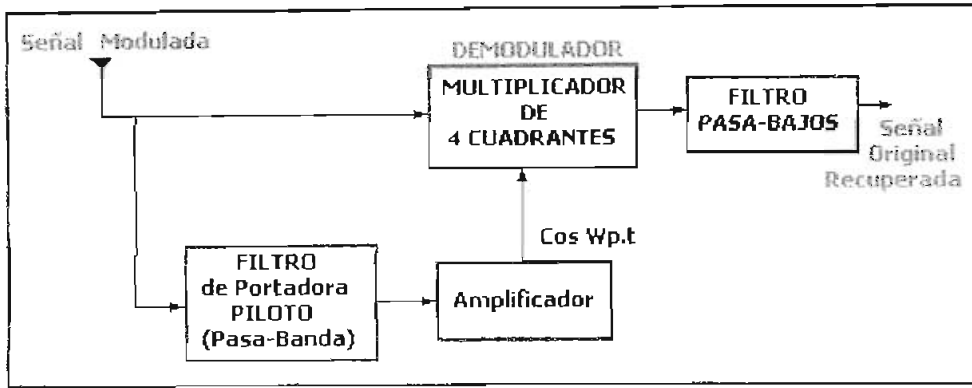 Señal Modulada
DEMODULADOR
MULTIPLICADOR
DE
4 CUADRANTES
FILTRO
PASA-BAJOS
Señal
Original
Recuperada
Cos Wp.t
FILTRO
de Portadora
PILOTO
(Pasa-Banda)
Amplificador